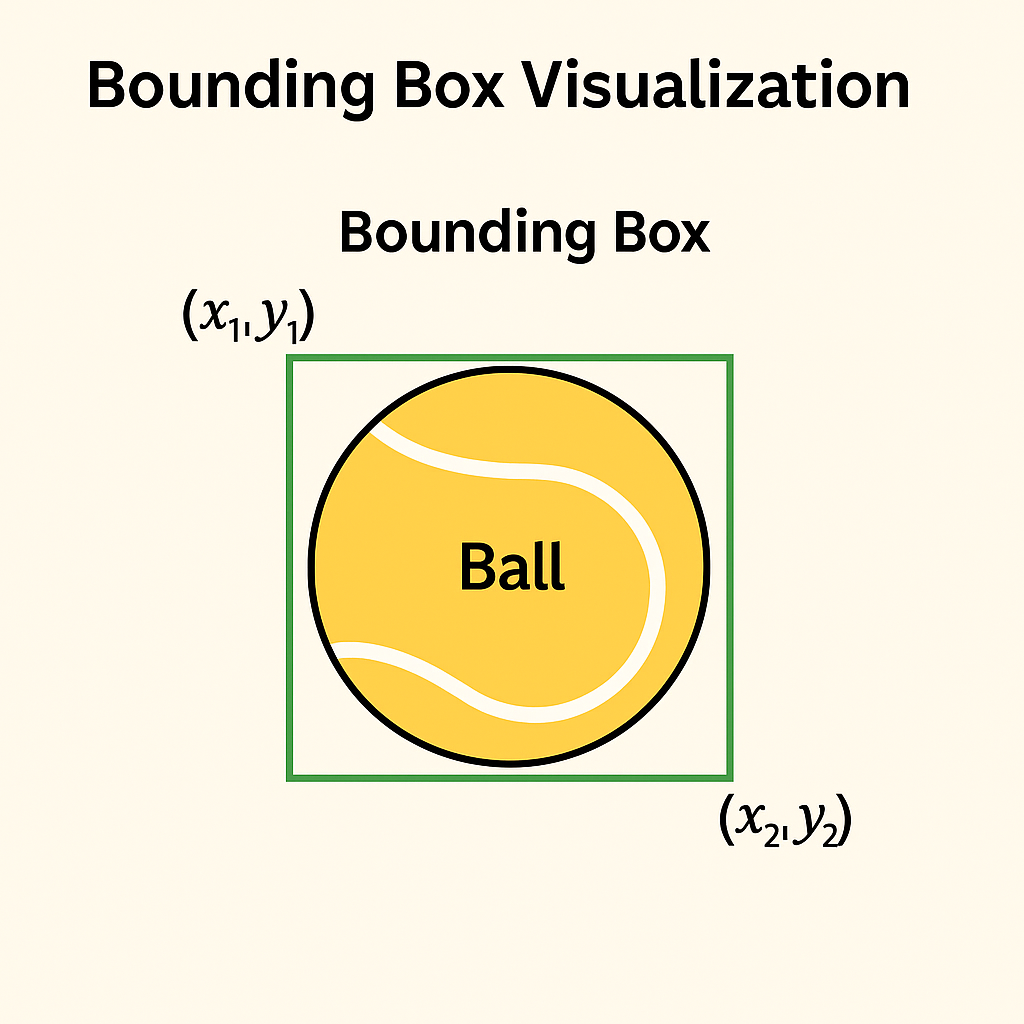 Bounding Box Visualization
Bounding Box
(x₁, y₁)
Ball
(x₂, y₂)